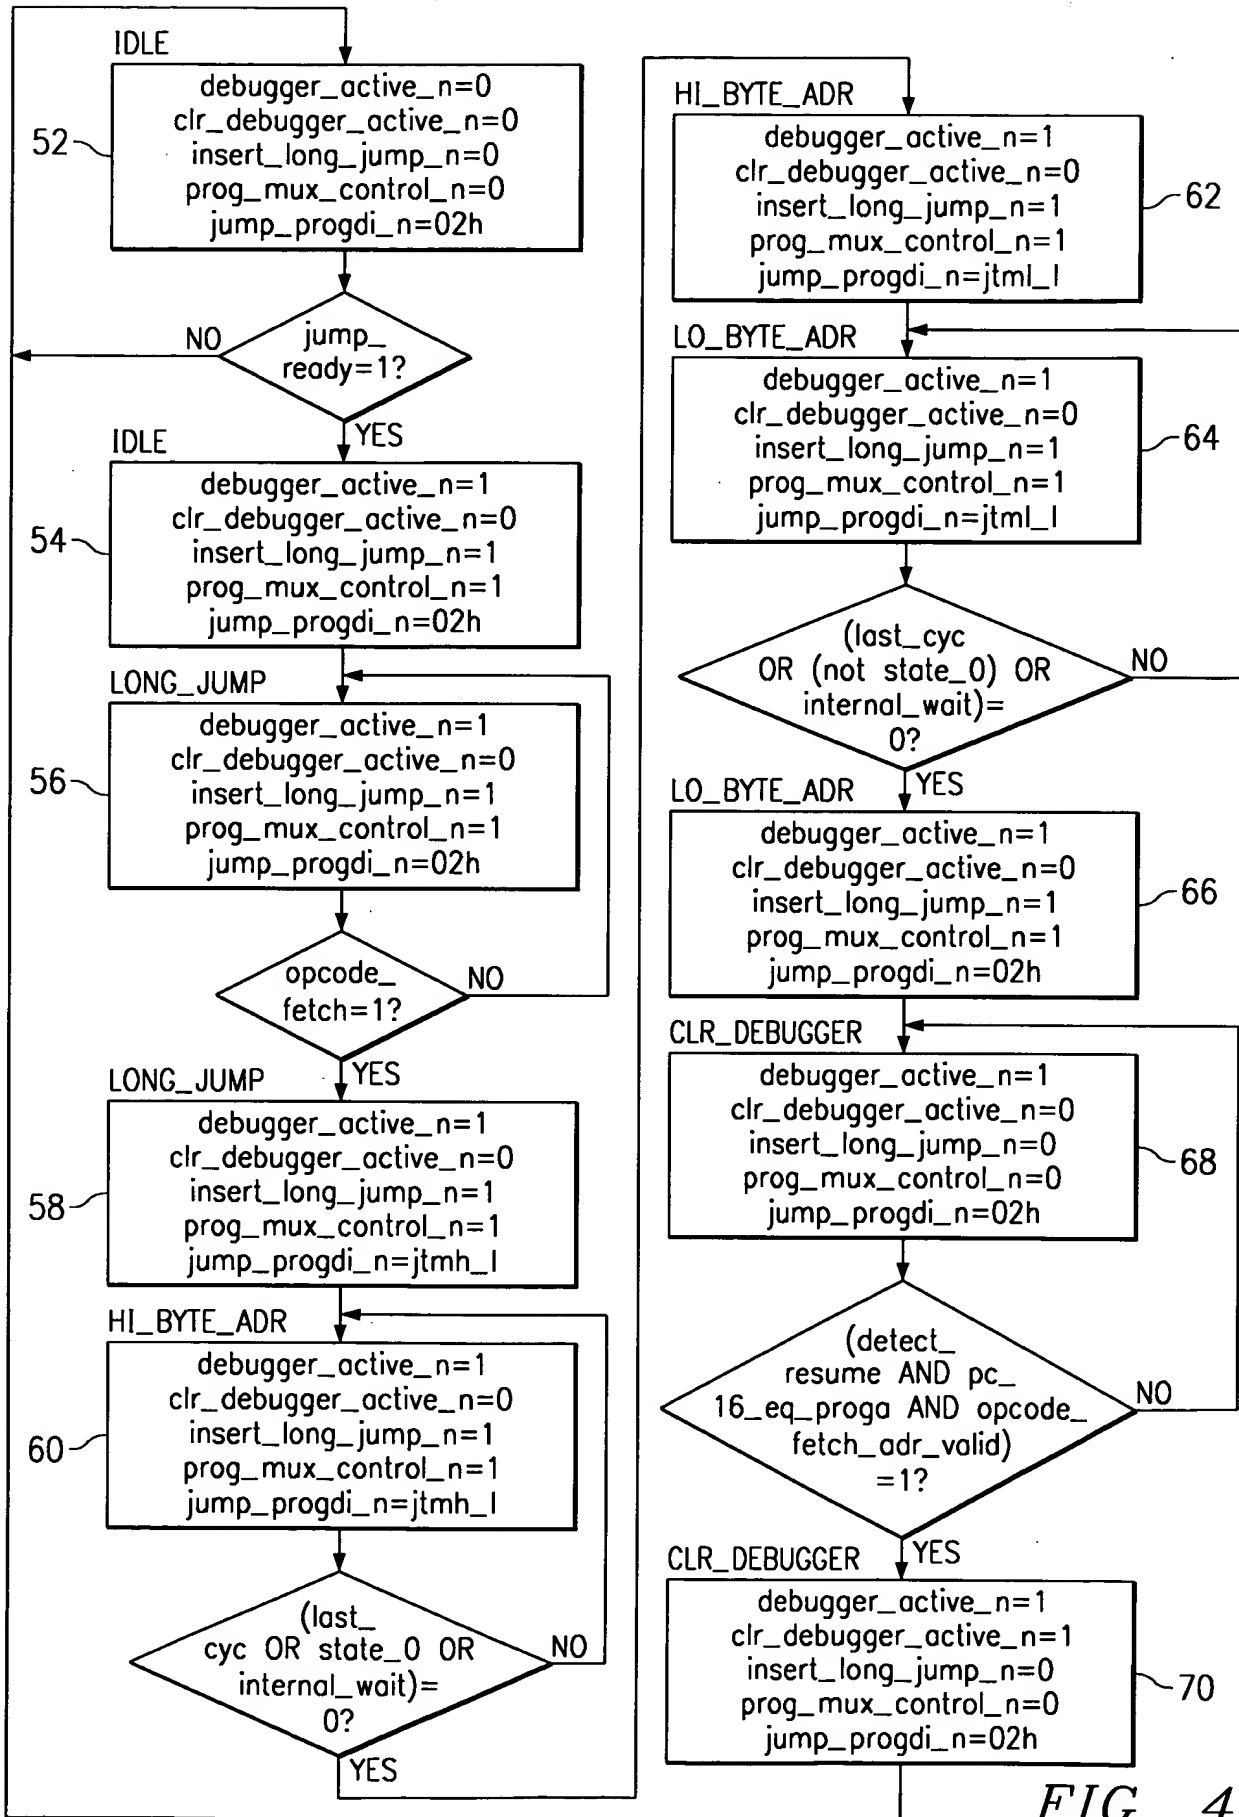 IDLE
debugger_active_n=0
clr_debugger_active_n=0
insert_long_jump_n=0
prog_mux_control_n=0
jump_progdi_n=02h
52
jump_
ready=1?
NO
YES
IDLE
debugger_active_n=1
clr_debugger_active_n=0
insert_long_jump_n=1
prog_mux_control_n=1
jump_progdi_n=02h
54
LONG_JUMP
debugger_active_n=1
clr_debugger_active_n=0
insert_long_jump_n=1
prog_mux_control_n=1
jump_progdi_n=02h
56
opcode_
fetch=1?
NO
YES
LONG_JUMP
debugger_active_n=1
clr_debugger_active_n=0
insert_long_jump_n=1
prog_mux_control_n=1
jump_progdi_n=jtmh_l
58
HI_BYTE_ADR
debugger_active_n=1
clr_debugger_active_n=0
insert_long_jump_n=1
prog_mux_control_n=1
jump_progdi_n=jtmh_l
60
(last_
cyc OR state_0 OR
internal_wait)=
0?
NO
YES
HI_BYTE_ADR
debugger_active_n=1
clr_debugger_active_n=0
insert_long_jump_n=1
prog_mux_control_n=1
jump_progdi_n=jtml_l
62
LO_BYTE_ADR
debugger_active_n=1
clr_debugger_active_n=0
insert_long_jump_n=1
prog_mux_control_n=1
jump_progdi_n=jtml_l
64
(last_cyc
OR (not state_0) OR
internal_wait)=
0?
NO
YES
LO_BYTE_ADR
debugger_active_n=1
clr_debugger_active_n=0
insert_long_jump_n=1
prog_mux_control_n=1
jump_progdi_n=02h
66
CLR_DEBUGGER
debugger_active_n=1
clr_debugger_active_n=0
insert_long_jump_n=0
prog_mux_control_n=0
jump_progdi_n=02h
68
(detect_
resume AND pc_
16_eq_proga AND opcode_
fetch_adr_valid)
=1?
NO
YES
CLR_DEBUGGER
debugger_active_n=1
clr_debugger_active_n=1
insert_long_jump_n=0
prog_mux_control_n=0
jump_progdi_n=02h
70
FIG. 4